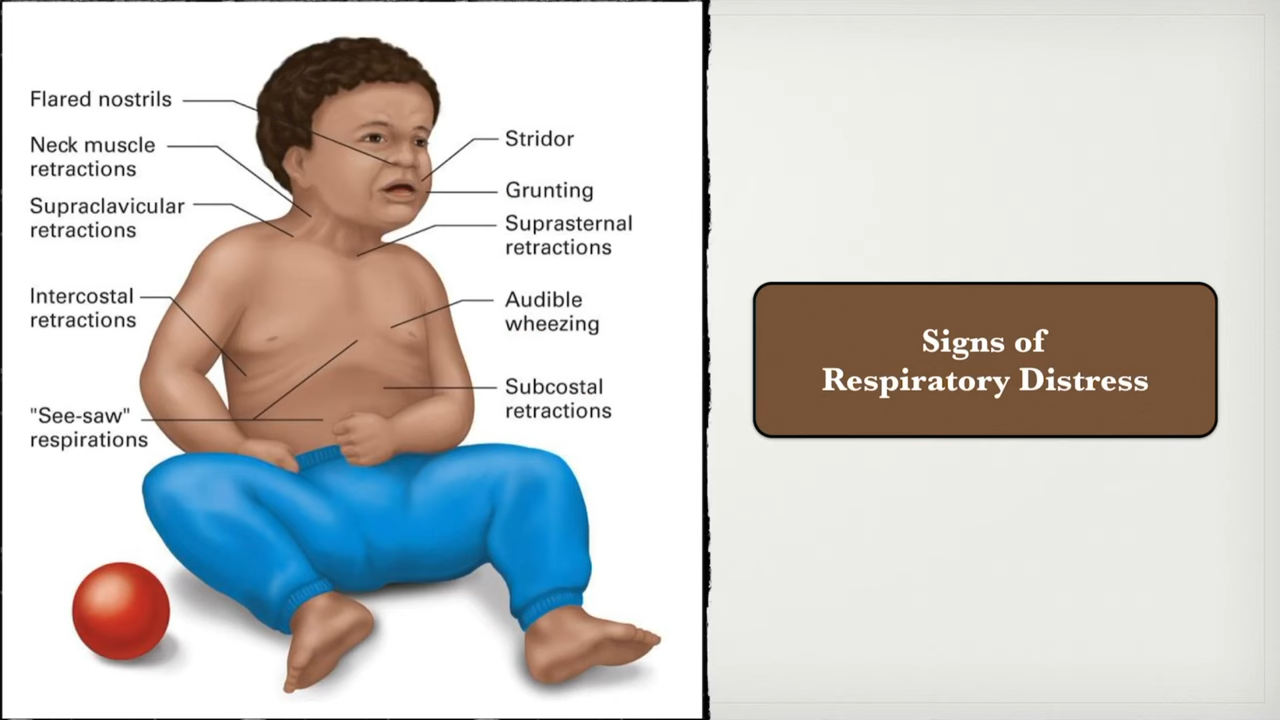 Flared nostrils
Neck muscle
retractions
Supraclavicular
retractions
Intercostal
retractions
"See-saw"
respirations
Stridor
Grunting
Suprasternal
retractions
Audible
wheezing
Subcostal
retractions
Signs of
Respiratory Distress